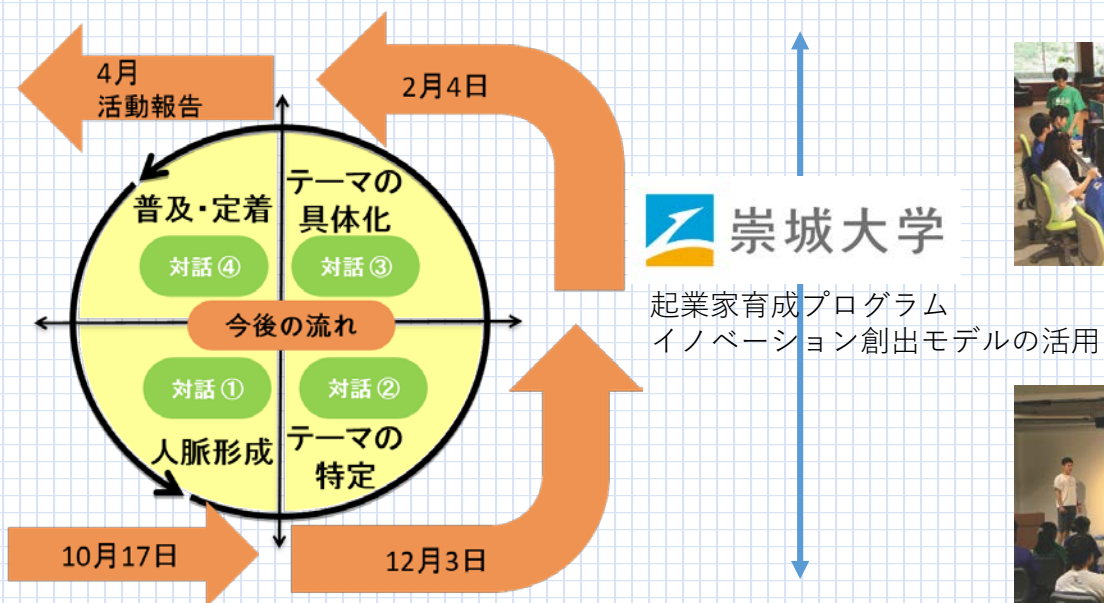 4月
活動報告
2月4日
普及・定着
テーマの
具体化
対話④
対話③
今後の流れ
対話①
対話②
人脈形成
テーマの
特定
10月17日
12月3日
崇城大学
起業家育成プログラム
イノベーション創出モデルの活用